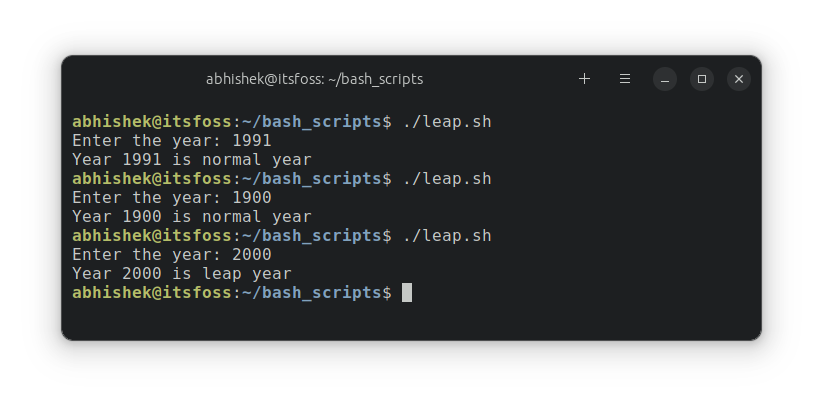 abhishek@itsfoss: ~/bash_scripts
abhishek@itsfoss:~/bash_scripts$ ./leap.sh
Enter the year: 1991
Year 1991 is normal year
abhishek@itsfoss:~/bash_scripts$ ./leap.sh
Enter the year: 1900
Year 1900 is normal year
abhishek@itsfoss:~/bash_scripts$ ./leap.sh
Enter the year: 2000
Year 2000 is leap year
abhishek@itsfoss:~/bash_scripts$